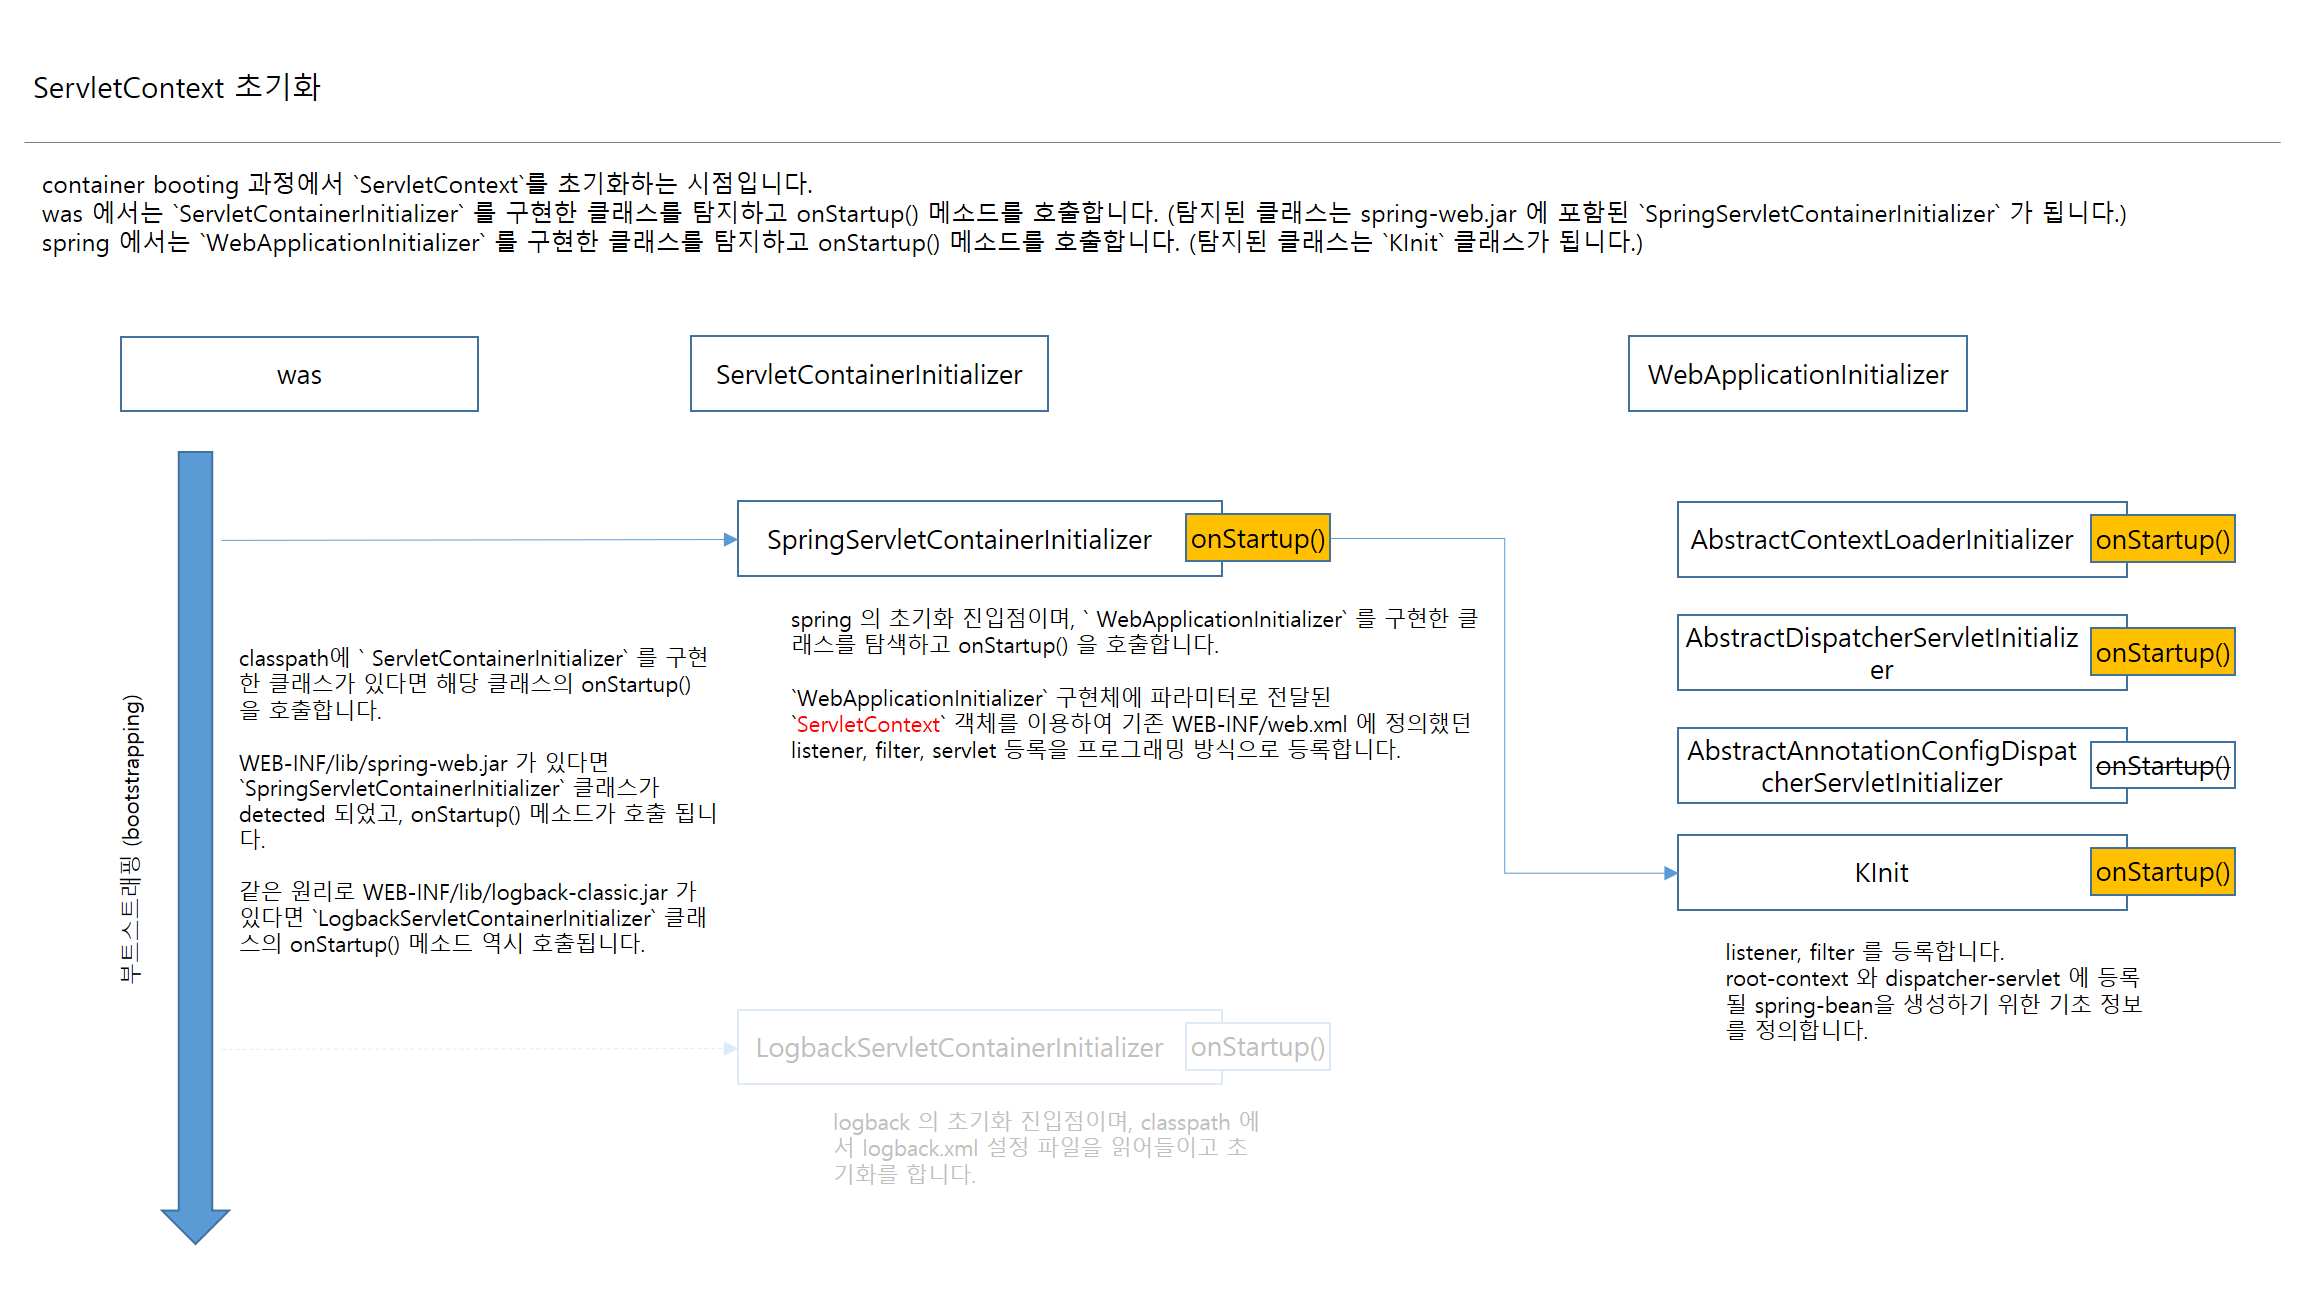 ServletContext 초기화
container booting 과정에서 `ServletContext`를 초기화하는 시점입니다.
was 에서는 `ServletContainerInitializer` 를 구현한 클래스를 탐지하고 onStartup() 메소드를 호출합니다. (탐지된 클래스는 spring-web.jar 에 포함된 `SpringServletContainerInitializer` 가 됩니다.)
spring 에서는 `WebApplicationInitializer` 를 구현한 클래스를 탐지하고 onStartup() 메소드를 호출합니다. (탐지된 클래스는 `KInit` 클래스가 됩니다.)
was
ServletContainerInitializer
WebApplicationInitializer
부트스트래핑 (bootstrapping)
classpath에 ` ServletContainerInitializer` 를 구현
한 클래스가 있다면 해당 클래스의 onStartup()
을 호출합니다.
WEB-INF/lib/spring-web.jar 가 있다면
`SpringServletContainerInitializer` 클래스가
detected 되었고, onStartup() 메소드가 호출 됩니
다.
같은 원리로 WEB-INF/lib/logback-classic.jar 가
있다면 `LogbackServletContainerInitializer` 클래
스의 onStartup() 메소드 역시 호출됩니다.
SpringServletContainerInitializer
onStartup()
spring 의 초기화 진입점이며, ` WebApplicationInitializer` 를 구현한 클
래스를 탐색하고 onStartup() 을 호출합니다.
`WebApplicationInitializer` 구현체에 파라미터로 전달된
`ServletContext` 객체를 이용하여 기존 WEB-INF/web.xml 에 정의했던
listener, filter, servlet 등록을 프로그래밍 방식으로 등록합니다.
LogbackServletContainerInitializer
onStartup()
logback 의 초기화 진입점이며, classpath 에
서 logback.xml 설정 파일을 읽어들이고 초
기화를 합니다.
AbstractContextLoaderInitializer
onStartup()
AbstractDispatcherServletInitializ
er
onStartup()
AbstractAnnotationConfigDispat
cherServletInitializer
onStartup()
KInit
onStartup()
listener, filter 를 등록합니다.
root-context 와 dispatcher-servlet 에 등록
될 spring-bean을 생성하기 위한 기초 정보
를 정의합니다.